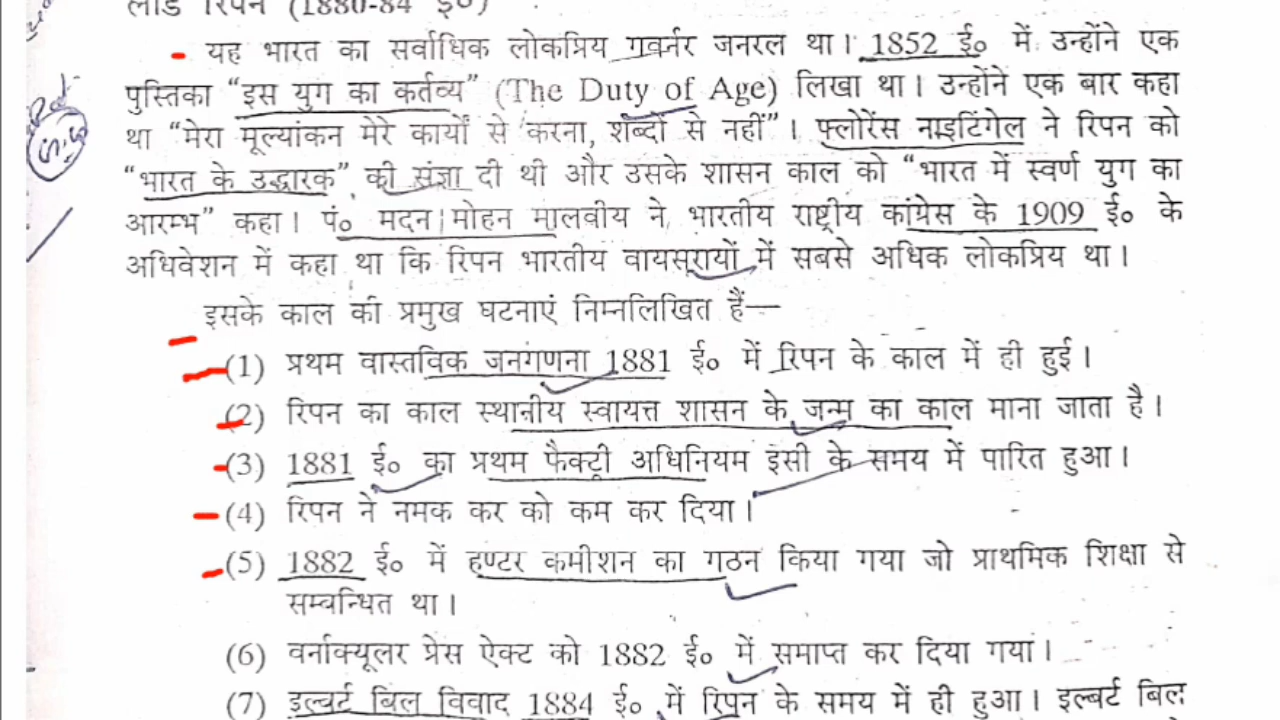 लार्ड रिपन (1880-84 ई०)
यह भारत का सर्वाधिक लोकप्रिय गवर्नर जनरल था। 1852 ई० में उन्होंने एक
पुस्तिका “इस युग का कर्तव्य” (The Duty of Age) लिखा था। उन्होंने एक बार कहा
था “मेरा मूल्यांकन मेरे कार्यों से करना, शब्दों से नहीं”। फ्लोरेंस नाइटिंगेल ने रिपन को
“भारत के उद्धारक” की संज्ञा दी थी और उसके शासन काल को “भारत में स्वर्ण युग का
आरम्भ” कहा। पं० मदन मोहन मालवीय ने भारतीय राष्ट्रीय कांग्रेस के 1909 ई० के
अधिवेशन में कहा था कि रिपन भारतीय वायसरायों में सबसे अधिक लोकप्रिय था।
इसके काल की प्रमुख घटनाएं निम्नलिखित हैं—
(1) प्रथम वास्तविक जनगणना 1881 ई० में रिपन के काल में ही हुई।
(2) रिपन का काल स्थानीय स्वायत्त शासन के जन्म का काल माना जाता है।
(3) 1881 ई० का प्रथम फैक्ट्री अधिनियम इसी के समय में पारित हुआ।
(4) रिपन ने नमक कर को कम कर दिया।
(5) 1882 ई० में हण्टर कमीशन का गठन किया गया जो प्राथमिक शिक्षा से
सम्बन्धित था।
(6) वर्नाक्यूलर प्रेस ऐक्ट को 1882 ई० में समाप्त कर दिया गया।
(7) इल्बर्ट बिल विवाद 1884 ई० में रिपन के समय में ही हुआ। इल्बर्ट बिल